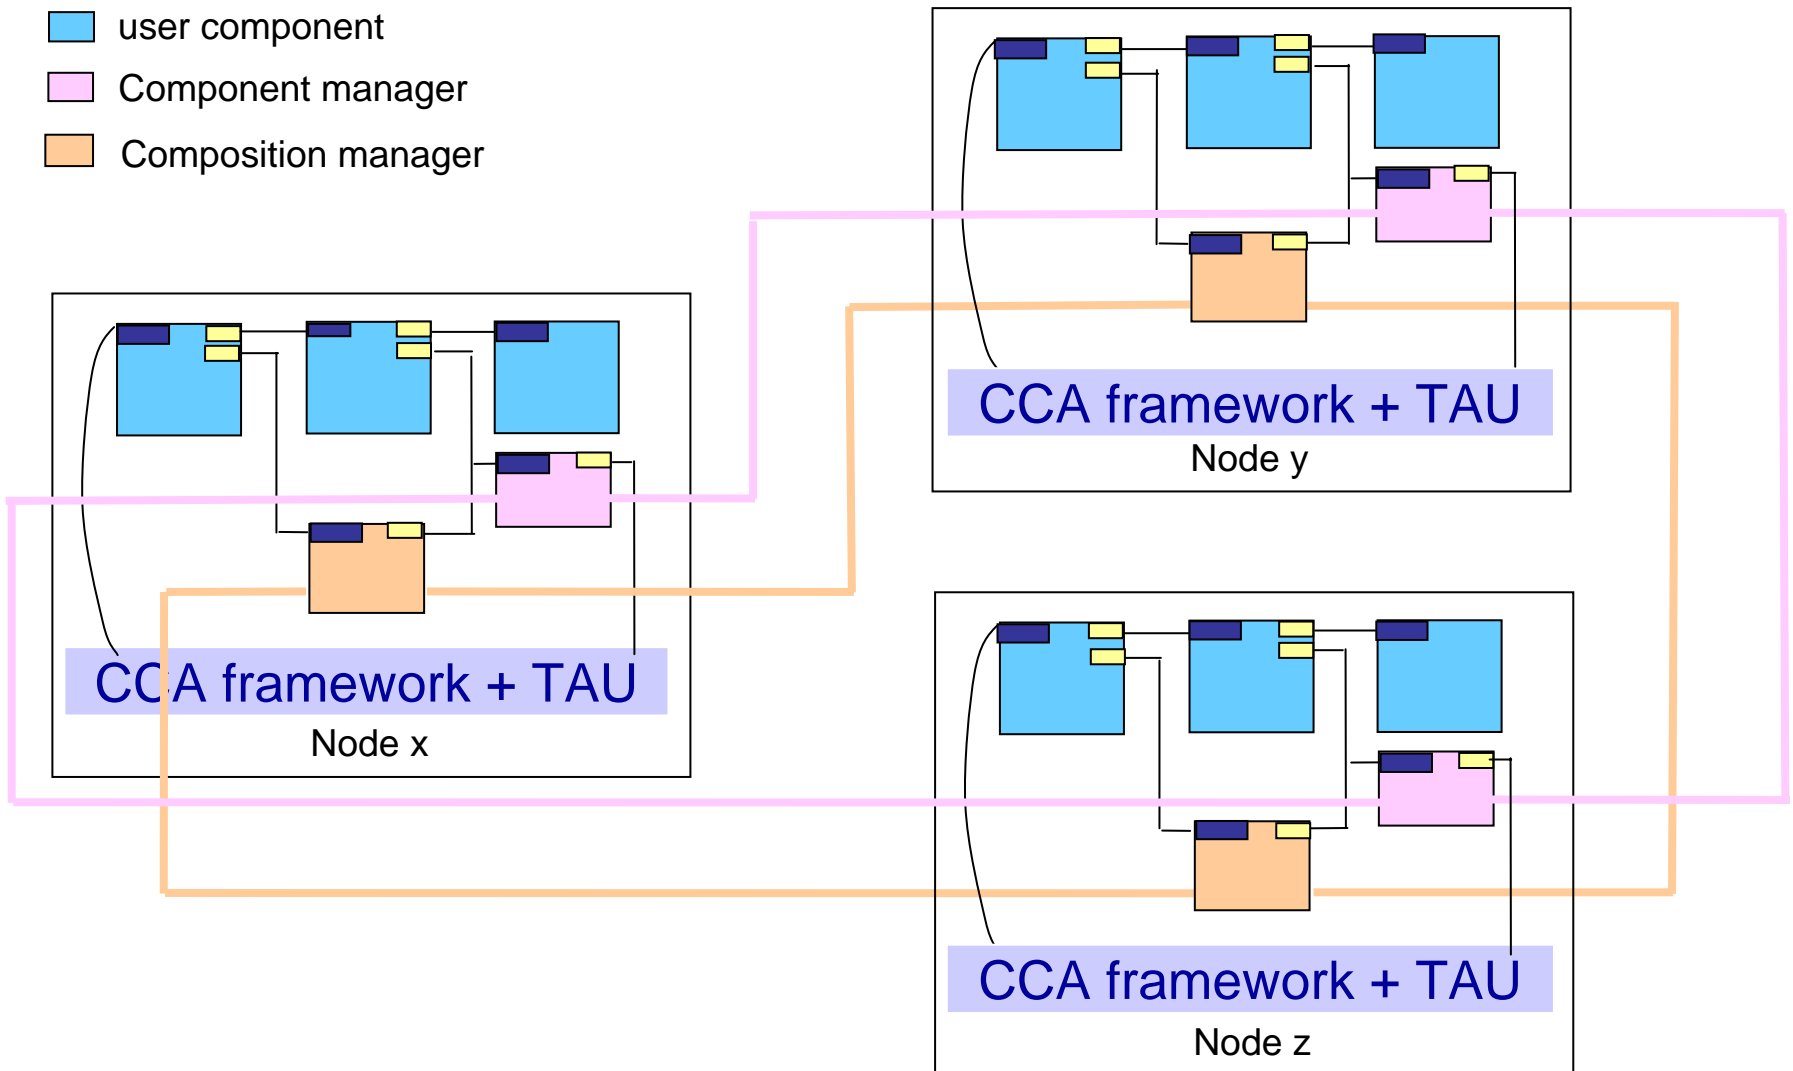 user component
Component manager
Composition manager
CCA framework + TAU
Node y
CCA framework + TAU
Node x
CCA framework + TAU
Node z